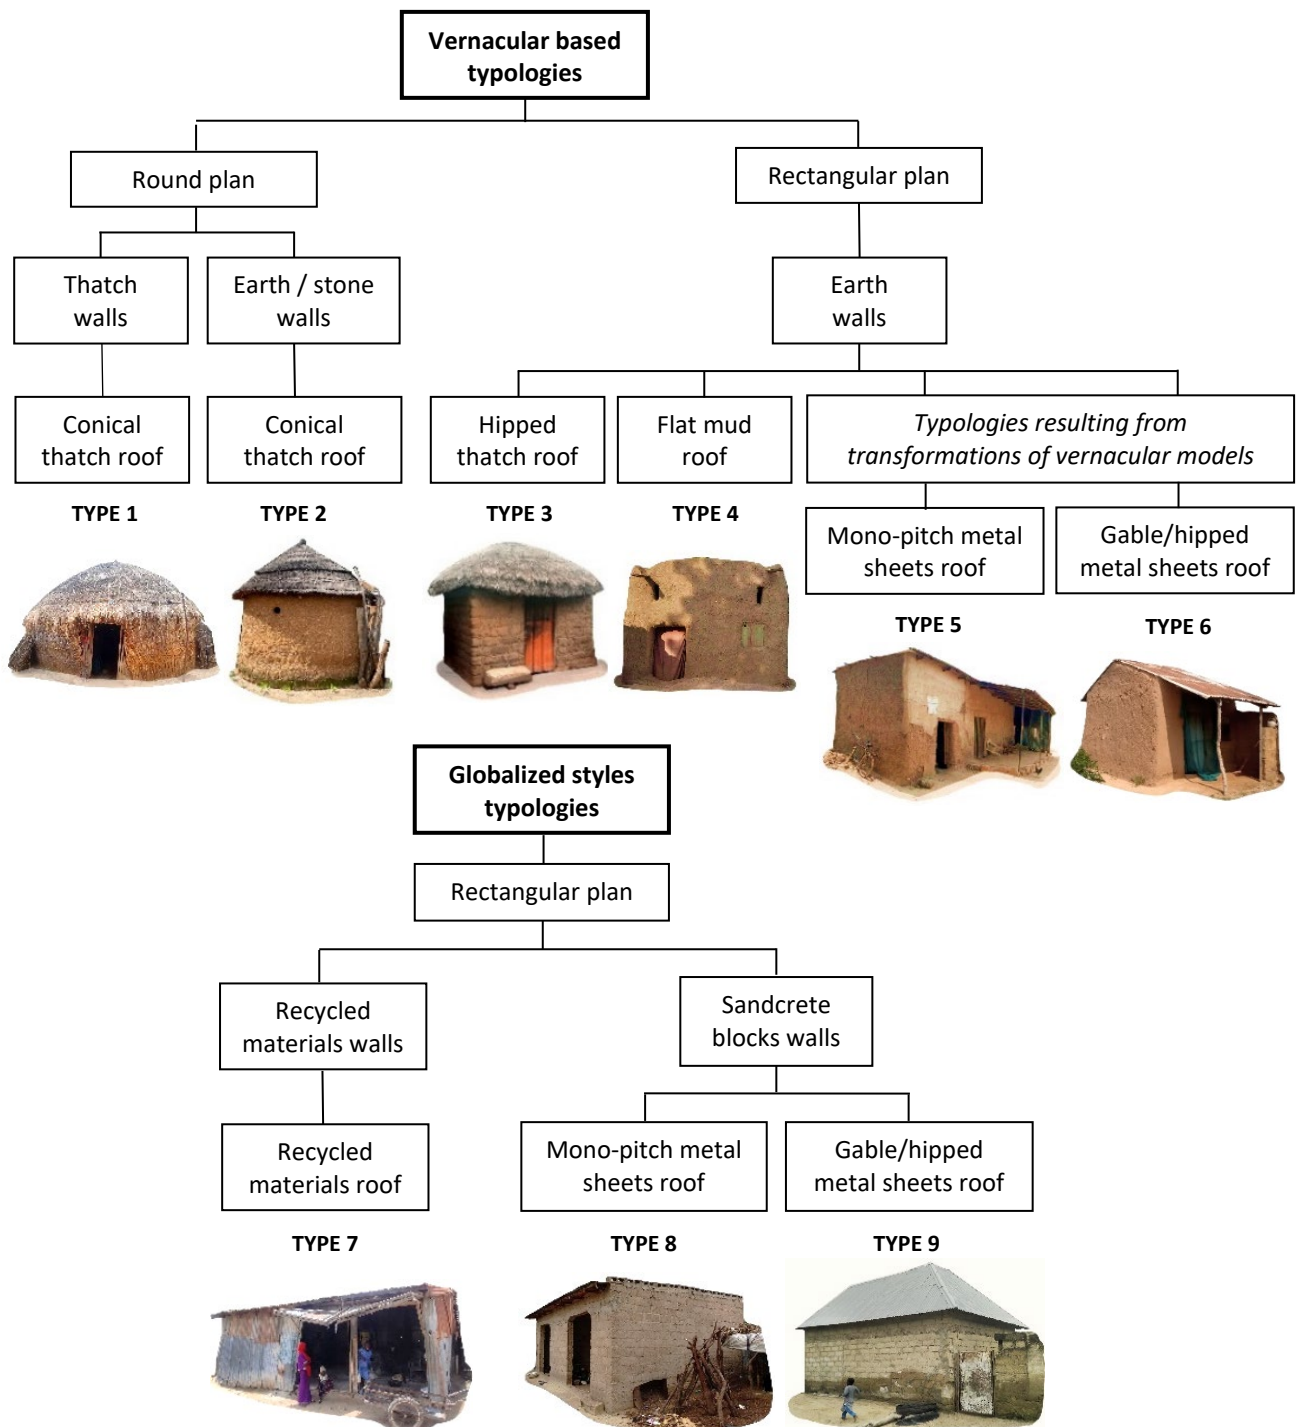 Vernacular based
typologies
Round plan
Rectangular plan
Thatch
walls
Earth / stone
walls
Earth
walls
Conical
thatch roof
Conical
thatch roof
Hipped
thatch roof
Flat mud
roof
Typologies resulting from
transformations of vernacular models
TYPE 1
TYPE 2
TYPE 3
TYPE 4
Mono-pitch metal
sheets roof
Gable/hipped
metal sheets roof
TYPE 5
TYPE 6
Globalized styles
typologies
Rectangular plan
Recycled
materials walls
Sandcrete
blocks walls
Recycled
materials roof
Mono-pitch metal
sheets roof
Gable/hipped
metal sheets roof
TYPE 7
TYPE 8
TYPE 9